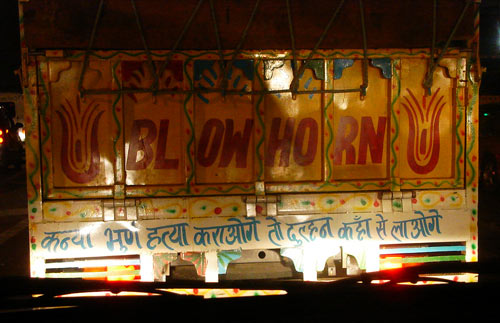 BLOW HORN
कन्या भ्रूण हत्या कराओगे तो दुल्हन कहाँ से लाओगे